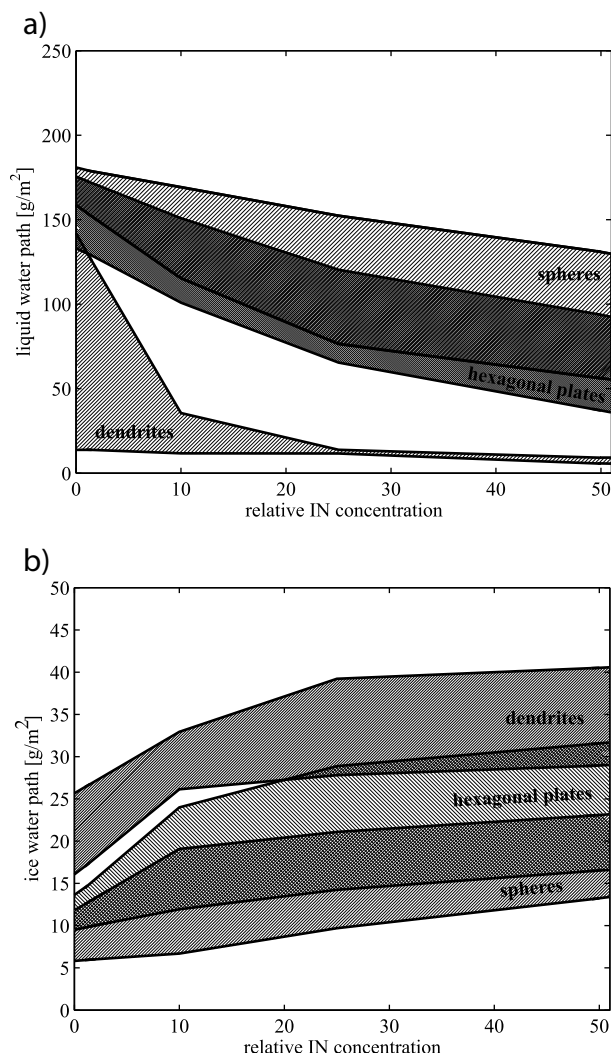 a)
250
200
150
100
50
0
liquid water path [g/m²]
spheres
hexagonal plates
dendrites
0 10 20 30 40 50
relative IN concentration
b)
50
45
40
35
30
25
20
15
10
5
0
ice water path [g/m²]
dendrites
hexagonal plates
spheres
0 10 20 30 40 50
relative IN concentration